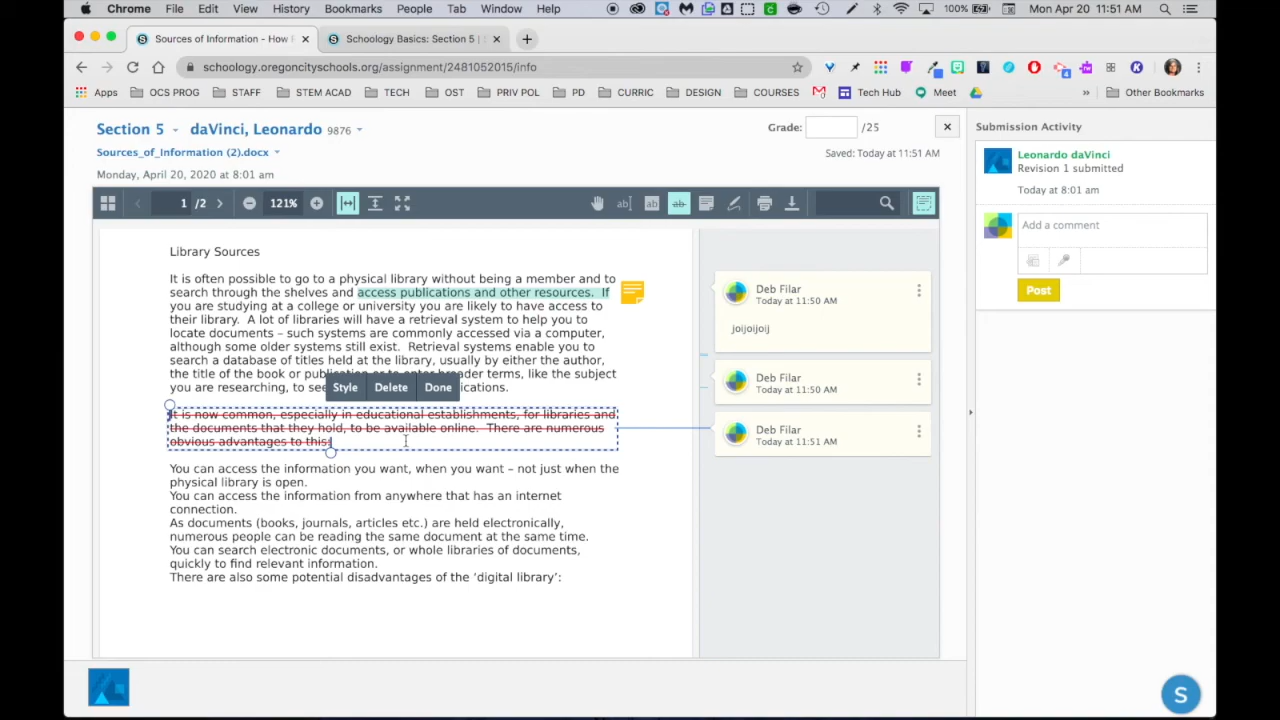 Chrome File Edit View History Bookmarks People Tab Window Help 100% Mon Apr 20 11:51 AM
Sources of Information - How
Schoology Basics: Section 5 |
schoology.oregoncityschools.org/assignment/2481052015/info
Apps OCS PROG STAFF STEM ACAD TECH OST PRIV POL PD CURRIC DESIGN COURSES Tech Hub Meet » Other Bookmarks
Section 5 daVinci, Leonardo 9876
Grade: /25
Sources_of_Information (2).docx
Saved: Today at 11:51 AM
Monday, April 20, 2020 at 8:01 am
1 /2 121%
Library Sources
It is often possible to go to a physical library without being a member and to
search through the shelves and access publications and other resources. If
you are studying at a college or university you are likely to have access to
their library. A lot of libraries will have a retrieval system to help you to
locate documents – such systems are commonly accessed via a computer,
although some older systems still exist. Retrieval systems enable you to
search a database of titles held at the library, usually by either the author,
the title of the book or broader terms, like the subject
you are researching, to
Style Delete Done
It is now common, especially in educational establishments, for libraries and
the documents that they hold, to be available online. There are numerous
obvious advantages to this:
You can access the information you want, when you want – not just when the
physical library is open.
You can access the information from anywhere that has an internet
connection.
As documents (books, journals, articles etc.) are held electronically,
numerous people can be reading the same document at the same time.
You can search electronic documents, or whole libraries of documents,
quickly to find relevant information.
There are also some potential disadvantages of the ‘digital library’:
Deb Filar
Today at 11:50 AM
joijoijoij
Deb Filar
Today at 11:50 AM
Deb Filar
Today at 11:51 AM
Submission Activity
Leonardo daVinci
Revision 1 submitted
Today at 8:01 am
Add a comment
Post
S